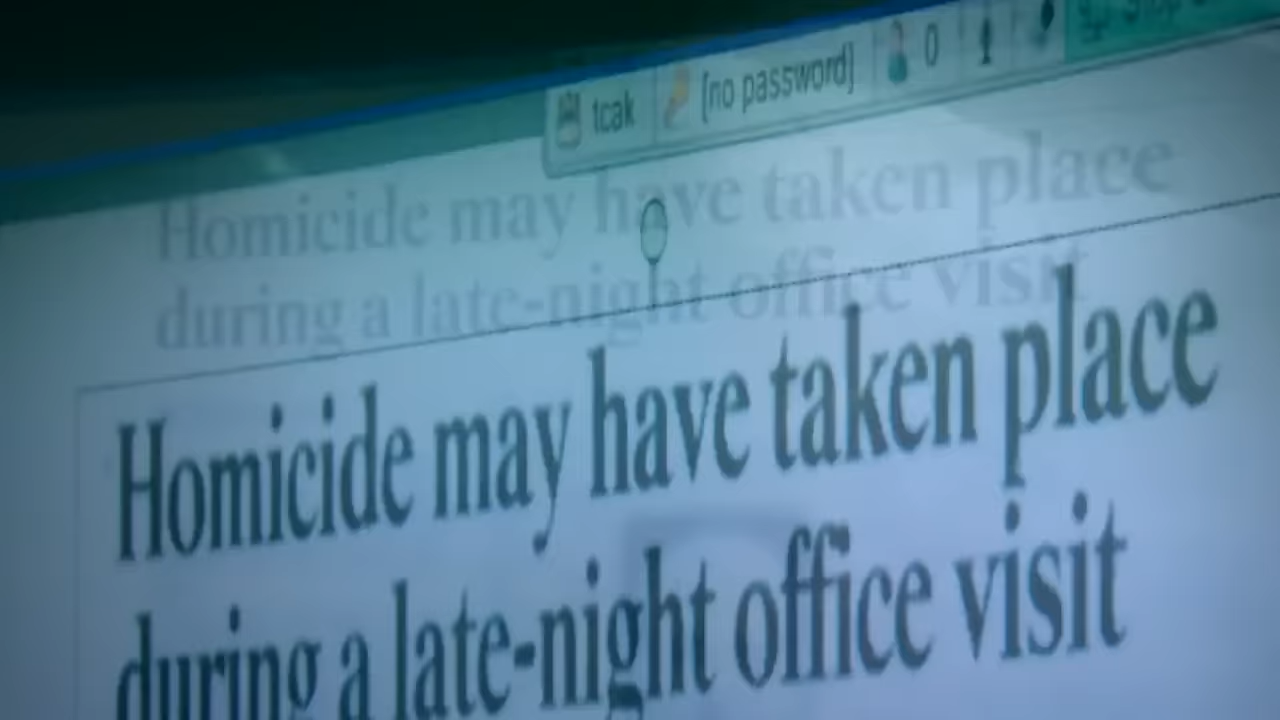 tcak [no password] 0
Homicide may have taken place
during a late-night office visit
Homicide may have taken place
during a late-night office visit